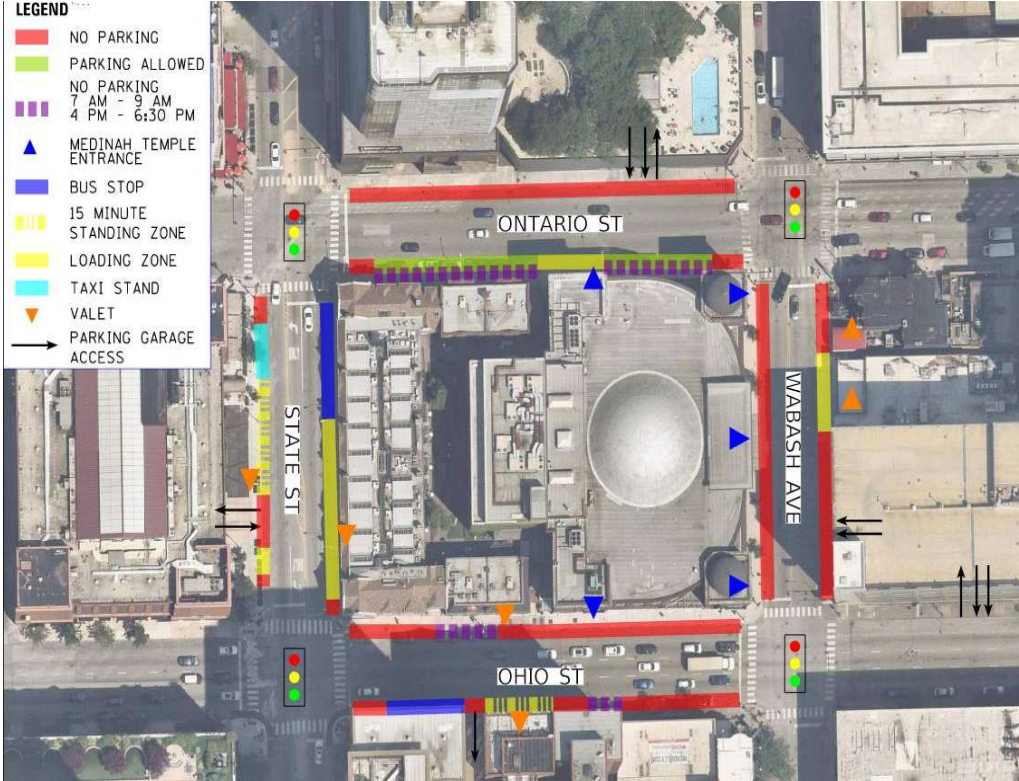 LEGEND
NO PARKING
PARKING ALLOWED
NO PARKING
7 AM - 9 AM
4 PM - 6:30 PM
MEDINAH TEMPLE
ENTRANCE
BUS STOP
15 MINUTE
STANDING ZONE
LOADING ZONE
TAXI STAND
VALET
PARKING GARAGE
ACCESS
ONTARIO ST
STATE ST
WABASH AVE
OHIO ST